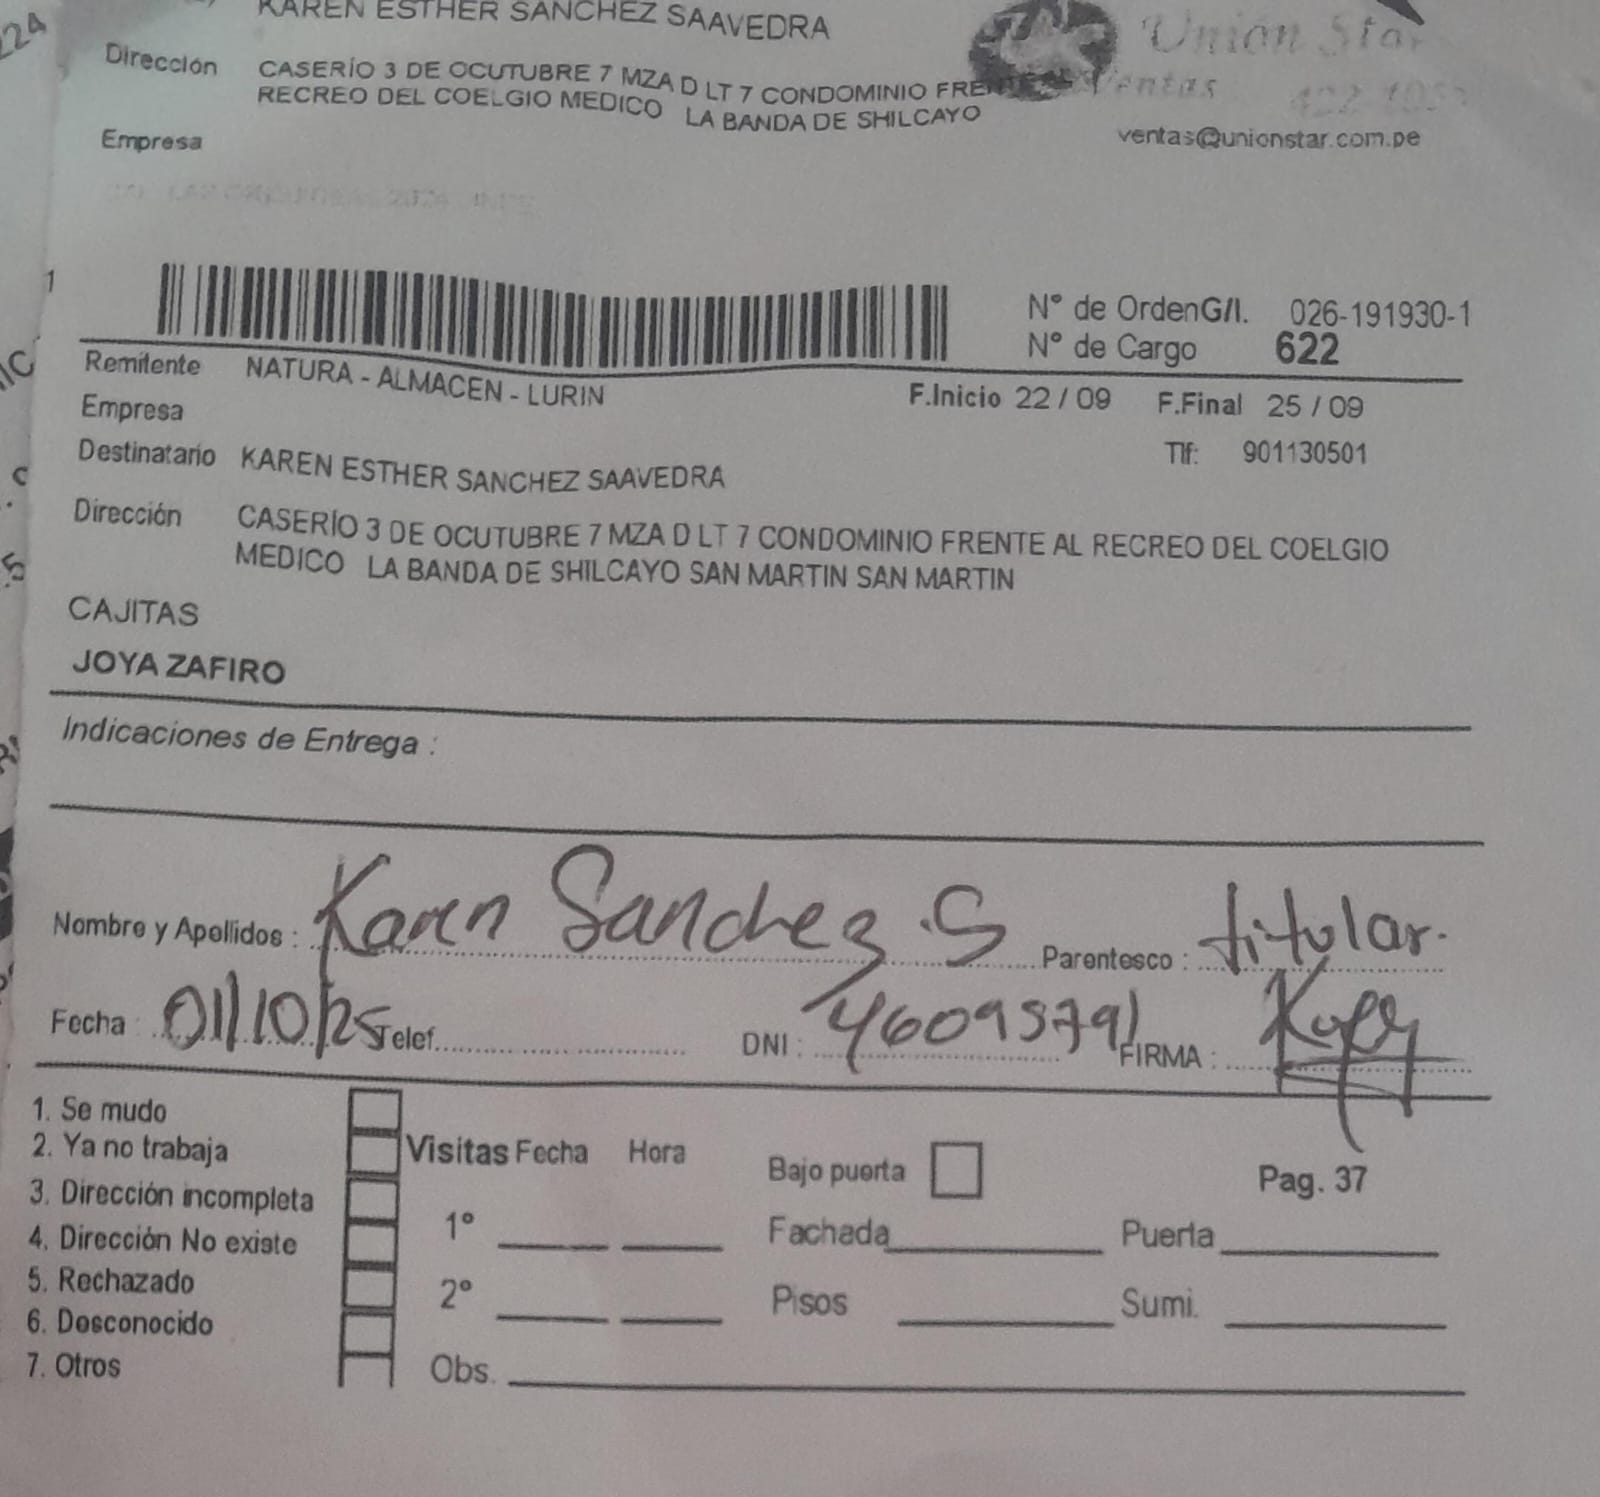 224
KAREN ESTHER SANCHEZ SAAVEDRA
Unión Star
Dirección CASERÍO 3 DE OCUTUBRE 7 MZA D LT 7 CONDOMINIO
RECREO DEL COELGIO MEDICO LA BANDA DE SHILCAYO
Ventas
ventas@unionstar.com.pe
Empresa
1
N° de OrdenG/I. 026-191930-1
N° de Cargo 622
Remitente NATURA - ALMACEN - LURIN
F.Inicio 22 / 09 F.Final 25 / 09
Empresa
Tlf: 901130501
Destinatario KAREN ESTHER SANCHEZ SAAVEDRA
Dirección CASERÍO 3 DE OCUTUBRE 7 MZA D LT 7 CONDOMINIO FRENTE AL RECREO DEL COELGIO
MEDICO LA BANDA DE SHILCAYO SAN MARTIN SAN MARTIN
CAJITAS
JOYA ZAFIRO
Indicaciones de Entrega :
Nombre y Apellidos : Karen Sanchez .S Parentesco : titular.
Fecha : 01/10/25 Telef. DNI : 46095791 FIRMA :
1. Se mudo
2. Ya no trabaja
3. Dirección incompleta
4. Dirección No existe
5. Rechazado
6. Desconocido
7. Otros
Visitas Fecha Hora
1°
2°
Obs.
Bajo puerta
Pag. 37
Fachada Puerta
Pisos Sumi.